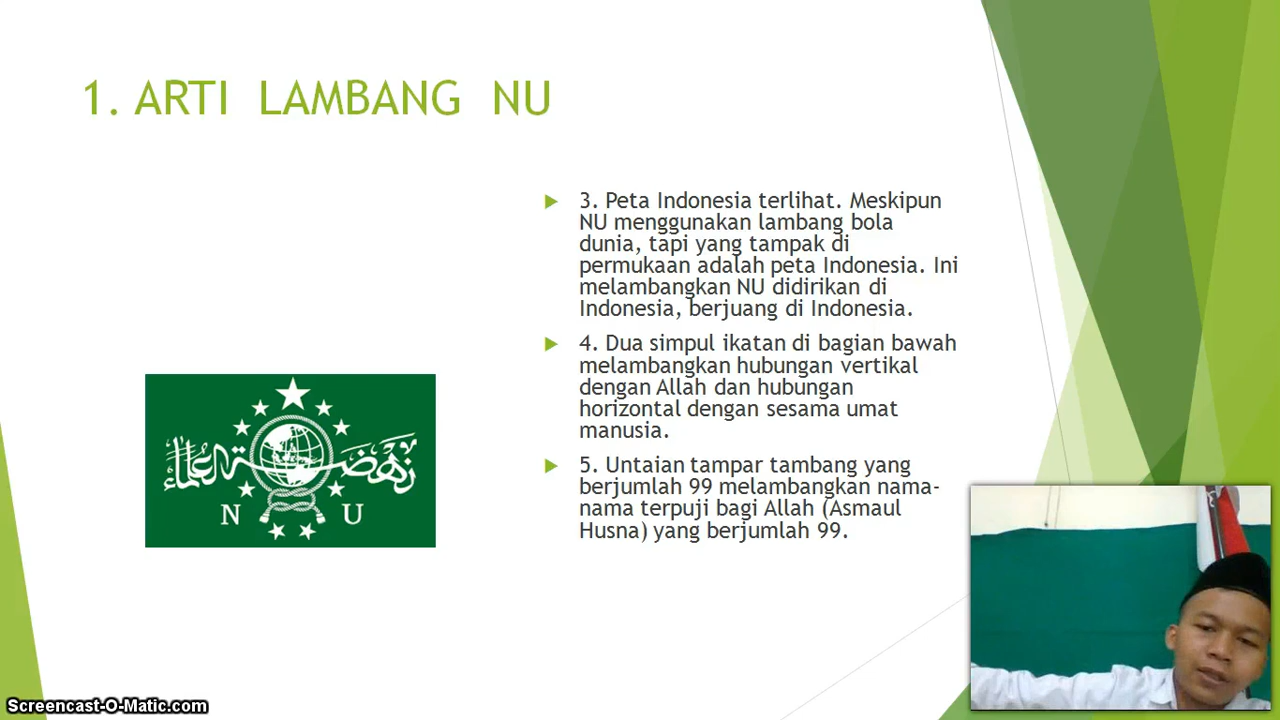 1. ARTI LAMBANG NU
3. Peta Indonesia terlihat. Meskipun
NU menggunakan lambang bola
dunia, tapi yang tampak di
permukaan adalah peta Indonesia. Ini
melambangkan NU didirikan di
Indonesia, berjuang di Indonesia.
4. Dua simpul ikatan di bagian bawah
melambangkan hubungan vertikal
dengan Allah dan hubungan
horizontal dengan sesama umat
manusia.
5. Untaian tampar tambang yang
berjumlah 99 melambangkan nama-
nama terpuji bagi Allah (Asmaul
Husna) yang berjumlah 99.
نهضة العلماء
N U
Screencast-O-Matic.com